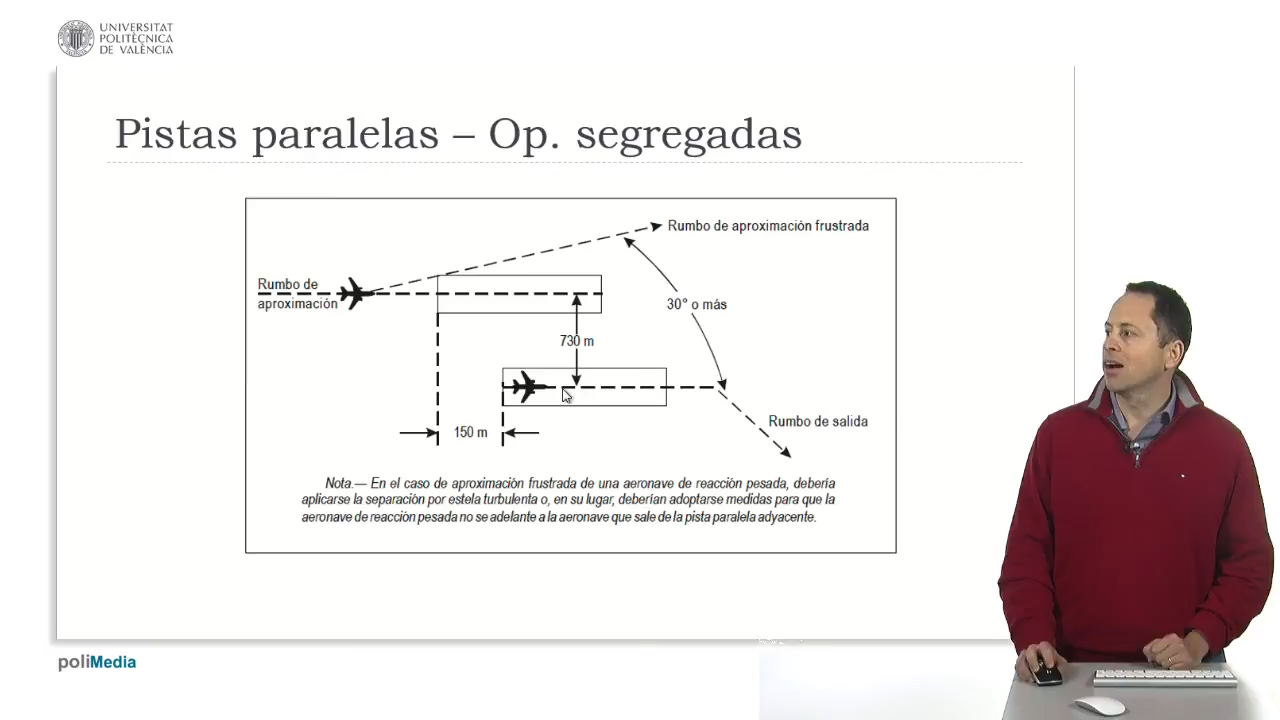 UNIVERSITAT
POLITÈCNICA
DE VALÈNCIA
Pistas paralelas – Op. segregadas
Rumbo de aproximación frustrada
Rumbo de
aproximación
30° o más
730 m
Rumbo de salida
150 m
Nota.— En el caso de aproximación frustrada de una aeronave de reacción pesada, debería
aplicarse la separación por estela turbulenta o, en su lugar, deberían adoptarse medidas para que la
aeronave de reacción pesada no se adelante a la aeronave que sale de la pista paralela adyacente.
poliMedia